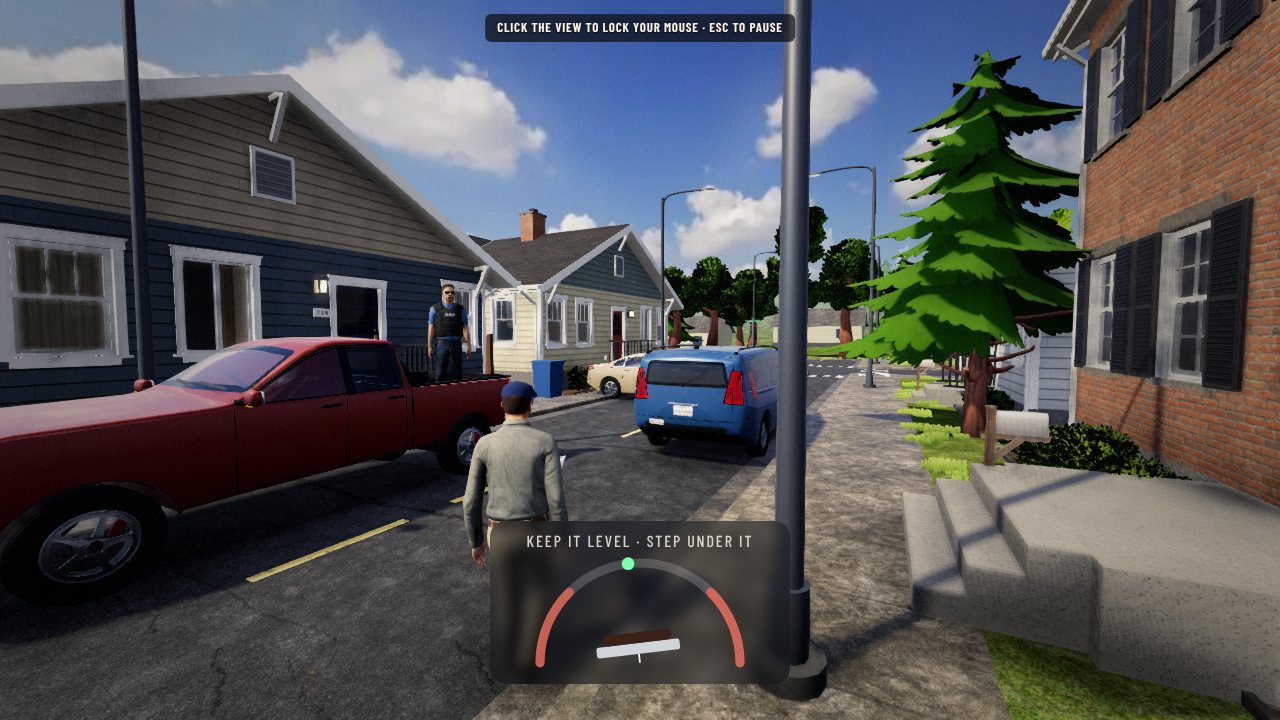 CLICK THE VIEW TO LOCK YOUR MOUSE · ESC TO PAUSE
KEEP IT LEVEL · STEP UNDER IT